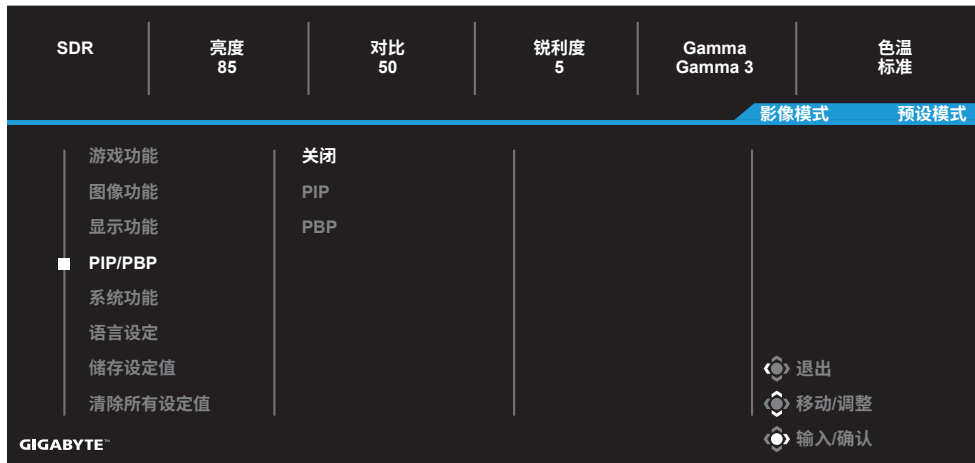 SDR
亮度
85
对比
50
锐利度
5
Gamma
Gamma 3
色温
标准
影像模式 预设模式
游戏功能
图像功能
显示功能
PIP/PBP
系统功能
语言设定
储存设定值
清除所有设定值
关闭
PIP
PBP
退出
移动/调整
输入/确认
GIGABYTE™